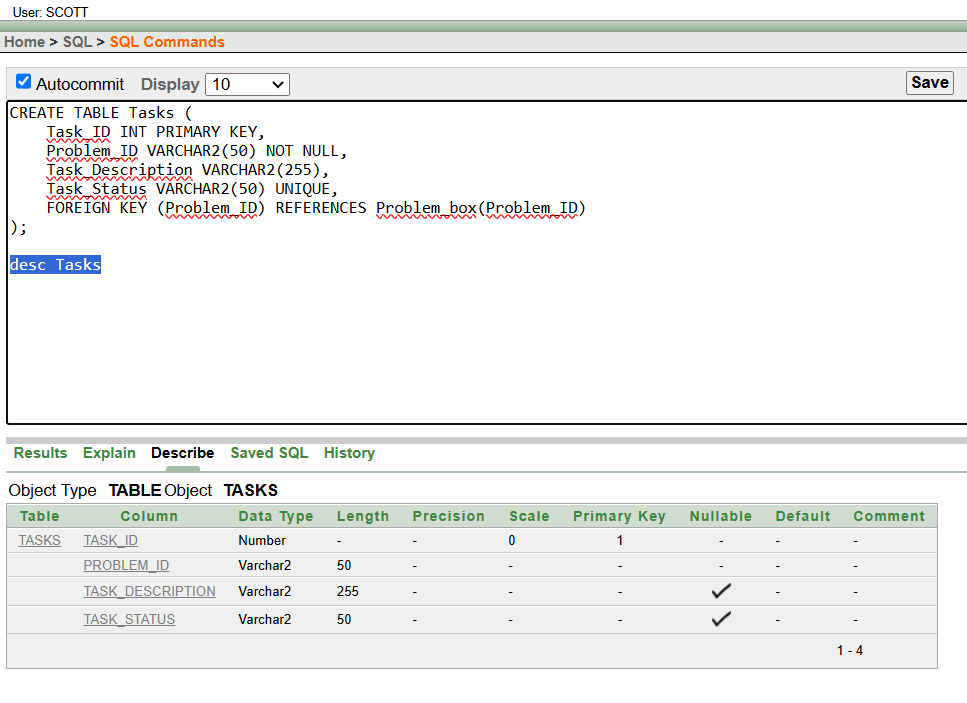 User: SCOTT
Home > SQL > SQL Commands
Autocommit Display 10 Save
CREATE TABLE Tasks (
    Task_ID INT PRIMARY KEY,
    Problem_ID VARCHAR2(50) NOT NULL,
    Task_Description VARCHAR2(255),
    Task_Status VARCHAR2(50) UNIQUE,
    FOREIGN KEY (Problem_ID) REFERENCES Problem_box(Problem_ID)
);
desc Tasks
Results Explain Describe Saved SQL History
Object Type TABLE Object TASKS
Table Column Data Type Length Precision Scale Primary Key Nullable Default Comment
TASKS TASK_ID Number - - 0 1 - - -
PROBLEM_ID Varchar2 50 - - - - - -
TASK_DESCRIPTION Varchar2 255 - - - ✓ - -
TASK_STATUS Varchar2 50 - - - ✓ - -
1 - 4